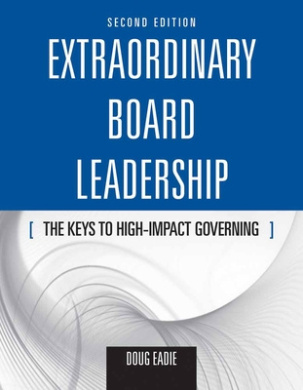 SECOND EDITION
EXTRAORDINARY
BOARD
LEADERSHIP
[ THE KEYS TO HIGH-IMPACT GOVERNING ]
DOUG EADIE